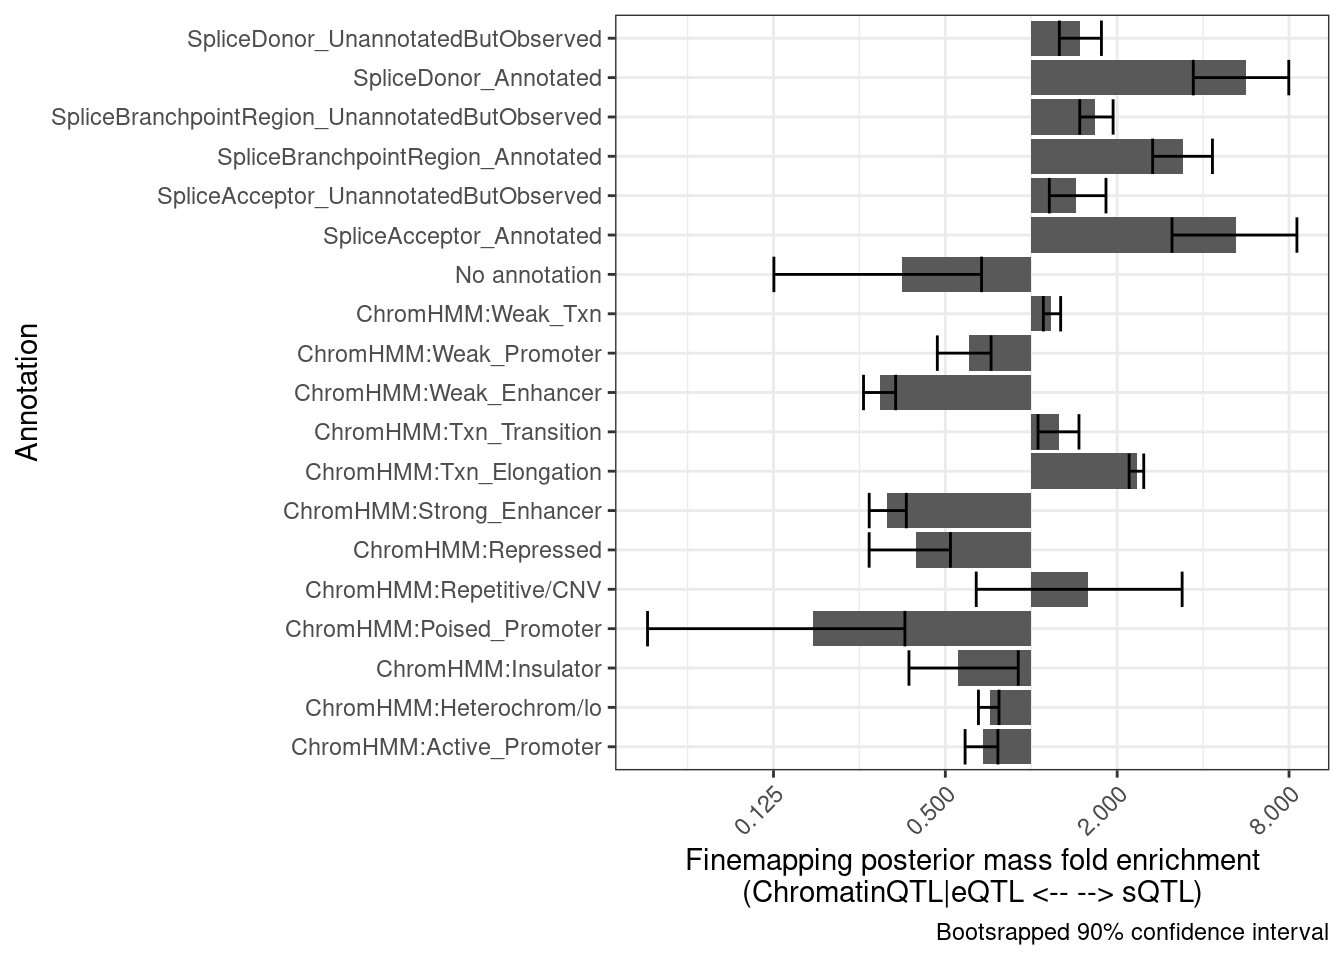 SpliceDonor_UnannotatedButObserved
SpliceDonor_Annotated
SpliceBranchpointRegion_UnannotatedButObserved
SpliceBranchpointRegion_Annotated
SpliceAcceptor_UnannotatedButObserved
SpliceAcceptor_Annotated
No annotation
ChromHMM:Weak_Txn
ChromHMM:Weak_Promoter
ChromHMM:Weak_Enhancer
ChromHMM:Txn_Transition
ChromHMM:Txn_Elongation
ChromHMM:Strong_Enhancer
ChromHMM:Repressed
ChromHMM:Repetitive/CNV
ChromHMM:Poised_Promoter
ChromHMM:Insulator
ChromHMM:Heterochrom/lo
ChromHMM:Active_Promoter
Annotation
0.125
0.500
2.000
8.000
Finemapping posterior mass fold enrichment
(ChromatinQTL|eQTL <-- --> sQTL)
Bootsrapped 90% confidence interval